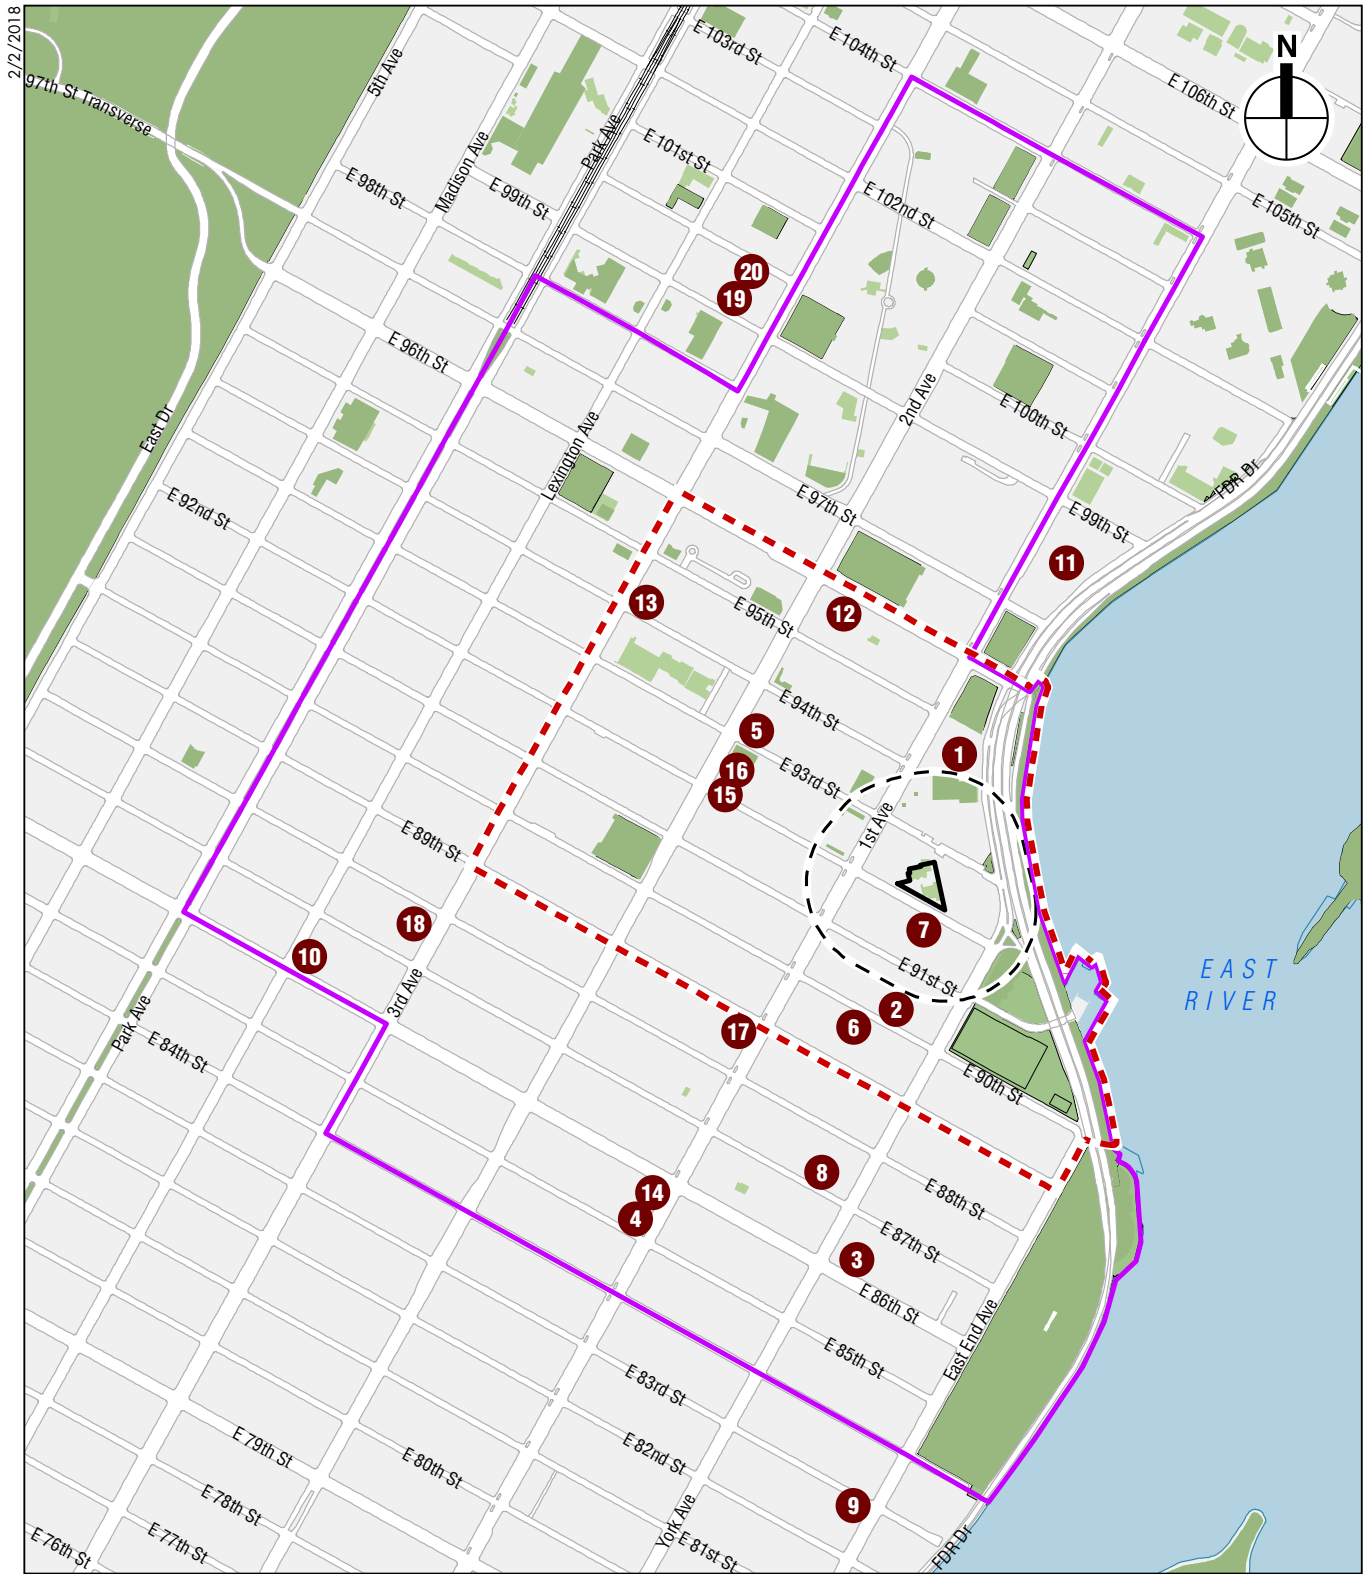 2/2/2018
N
E 103rd St
E 104th St
5th Ave
97th St Transverse
E 106th St
Park Ave
E 101st St
Madison Ave
E 98th St
E 99th St
E 102nd St
E 105th St
20
19
E 96th St
2nd Ave
East Dr
E 100th St
Lexington Ave
FDR Dr
E 92nd St
E 97th St
E 99th St
11
13
12
E 95th St
E 94th St
5
1
16
E 93rd St
15
1st Ave
E 89th St
18
7
10
E 91st St
EAST
RIVER
3rd Ave
2
6
17
Park Ave
E 84th St
E 90th St
8
14
E 88th St
4
E 87th St
3
E 86th St
East End Ave
E 85th St
E 83rd St
E 79th St
E 82nd St
E 80th St
E 78th St
9
York Ave
E 76th St
E 77th St
E 81st St
FDR Dr